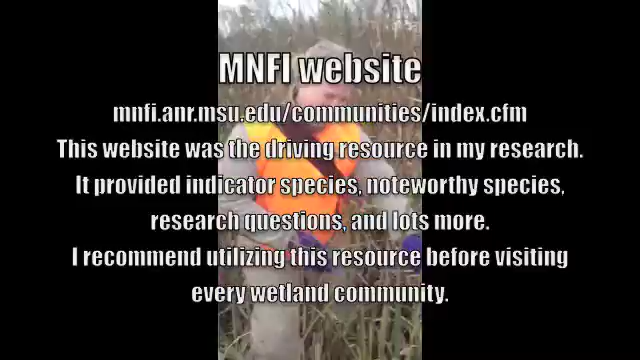 MNFI website
mnfi.anr.msu.edu/communities/index.cfm
This website was the driving resource in my research.
It provided indicator species, noteworthy species,
research questions, and lots more.
I recommend utilizing this resource before visiting
every wetland community.